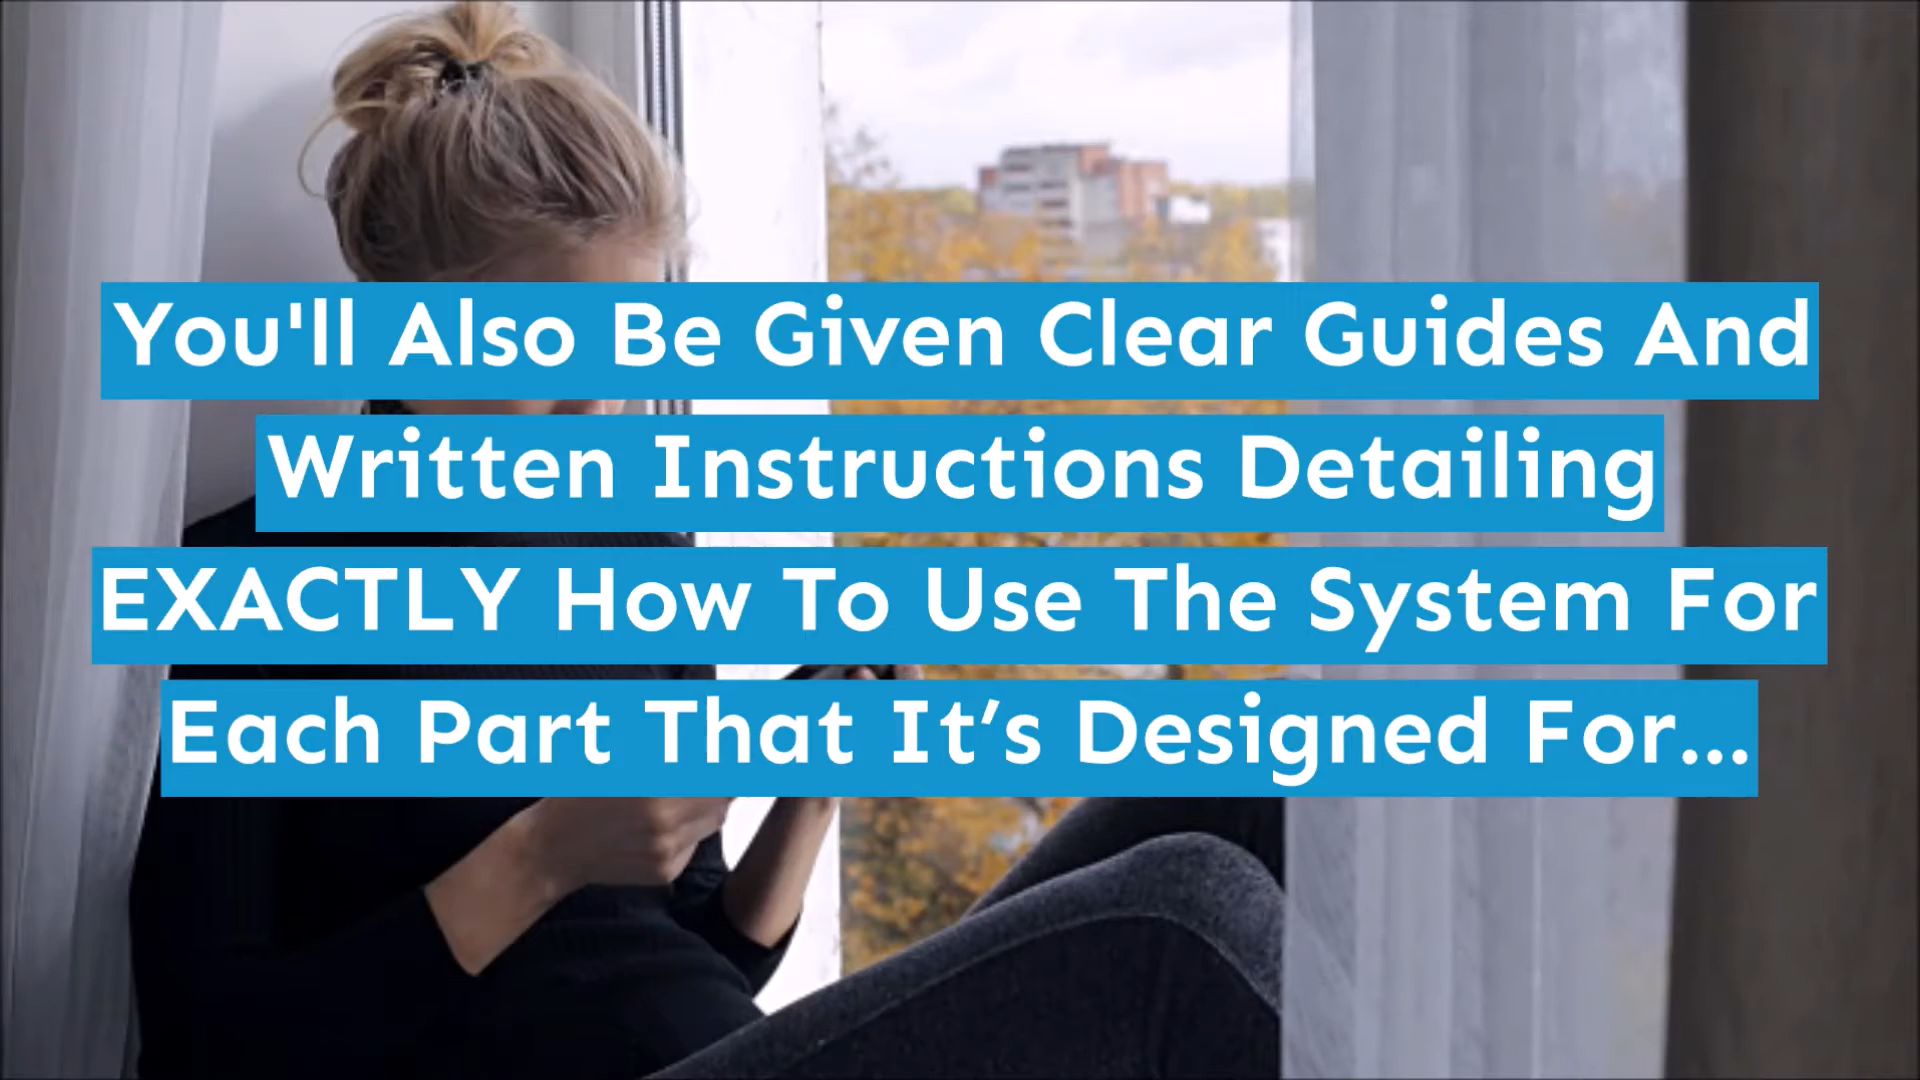 You'll Also Be Given Clear Guides And
Written Instructions Detailing
EXACTLY How To Use The System For
Each Part That It’s Designed For...